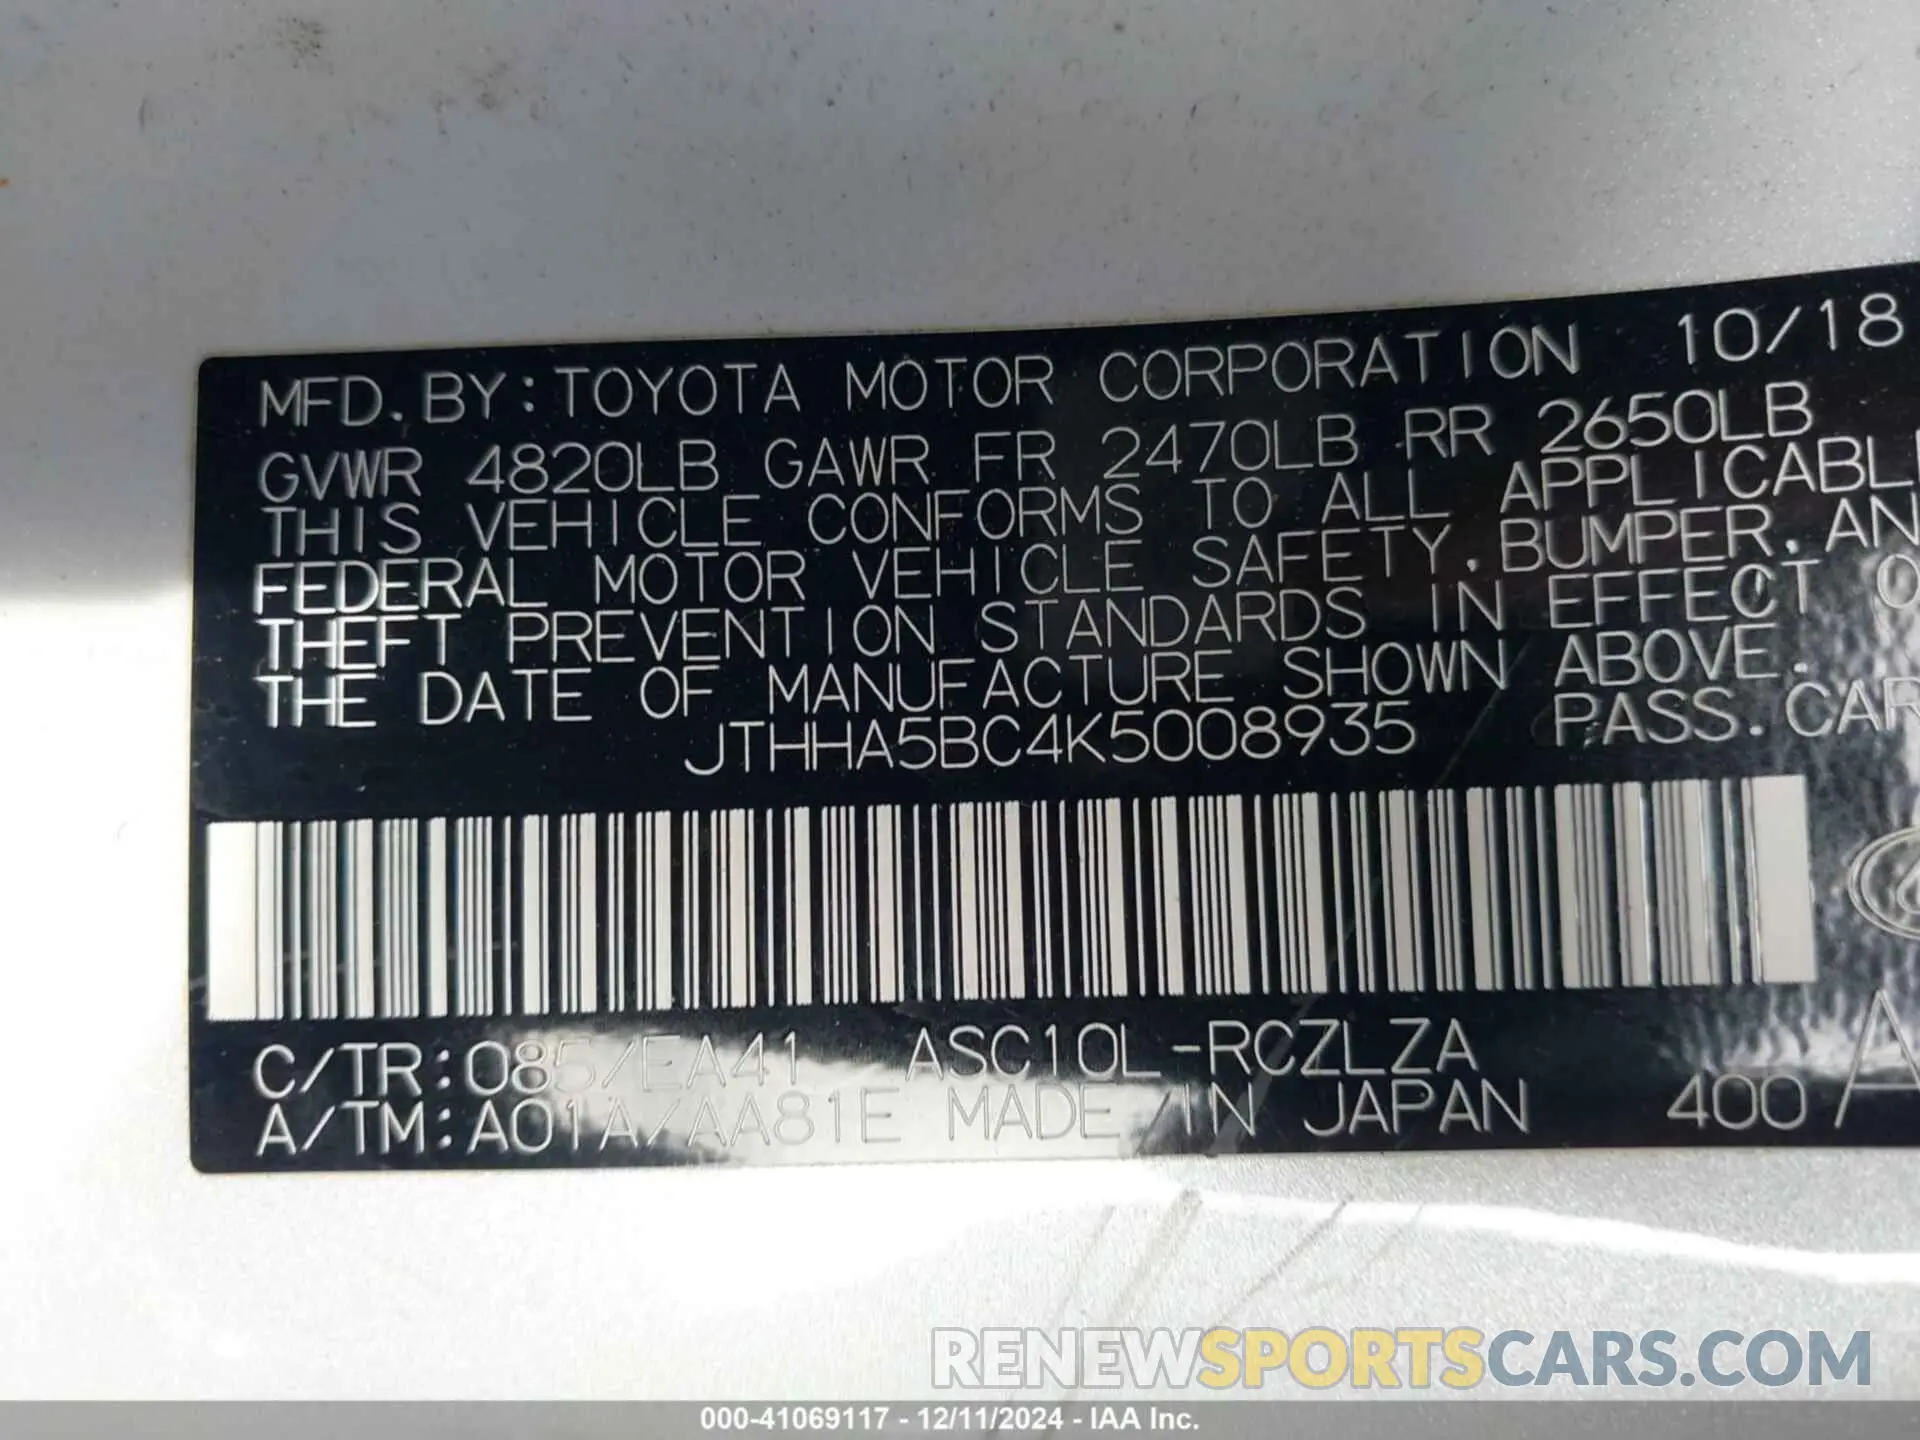 MFD. BY: TOYOTA MOTOR CORPORATION 10/18
GVWR 4820LB GAWR FR 2470LB RR 2650LB
THIS VEHICLE CONFORMS TO ALL APPLICABLE
FEDERAL MOTOR VEHICLE SAFETY, BUMPER, AN
THEFT PREVENTION STANDARDS IN EFFECT O
THE DATE OF MANUFACTURE SHOWN ABOVE.
JTHHA5BC4K5008935 PASS. CAR
C/TR: 085/EA41 ASC10L-RCZLZA
A/TM: A01A/AA81E MADE IN JAPAN 400 A
RENEWSPORTSCARS.COM
000-41069117 - 12/11/2024 - IAA Inc.